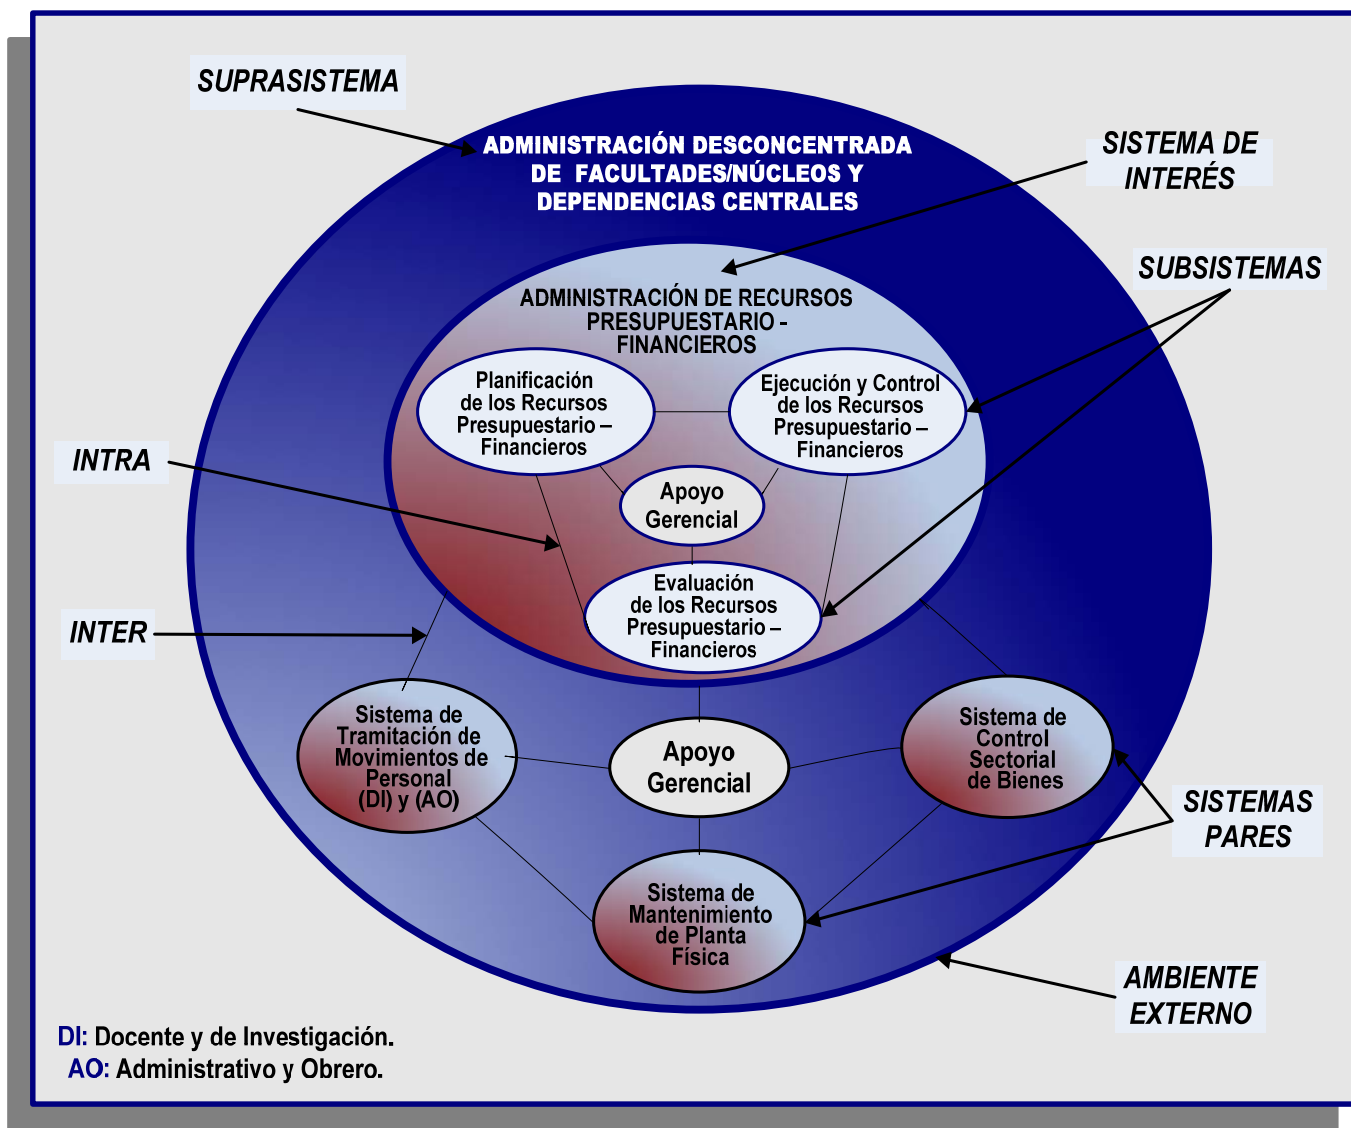 SUPRASISTEMA
ADMINISTRACIÓN DESCONCENTRADA
DE FACULTADES/NÚCLEOS Y
DEPENDENCIAS CENTRALES
SISTEMA DE
INTERÉS
SUBSISTEMAS
ADMINISTRACIÓN DE RECURSOS
PRESUPUESTARIO -
FINANCIEROS
Planificación
de los Recursos
Presupuestario –
Financieros
Ejecución y Control
de los Recursos
Presupuestario –
Financieros
INTRA
Apoyo
Gerencial
Evaluación
de los Recursos
Presupuestario –
Financieros
INTER
Sistema de
Tramitación de
Movimientos de
Personal
(DI) y (AO)
Apoyo
Gerencial
Sistema de
Control
Sectorial
de Bienes
SISTEMAS
PARES
Sistema de
Mantenimiento
de Planta
Física
AMBIENTE
EXTERNO
DI: Docente y de Investigación.
AO: Administrativo y Obrero.